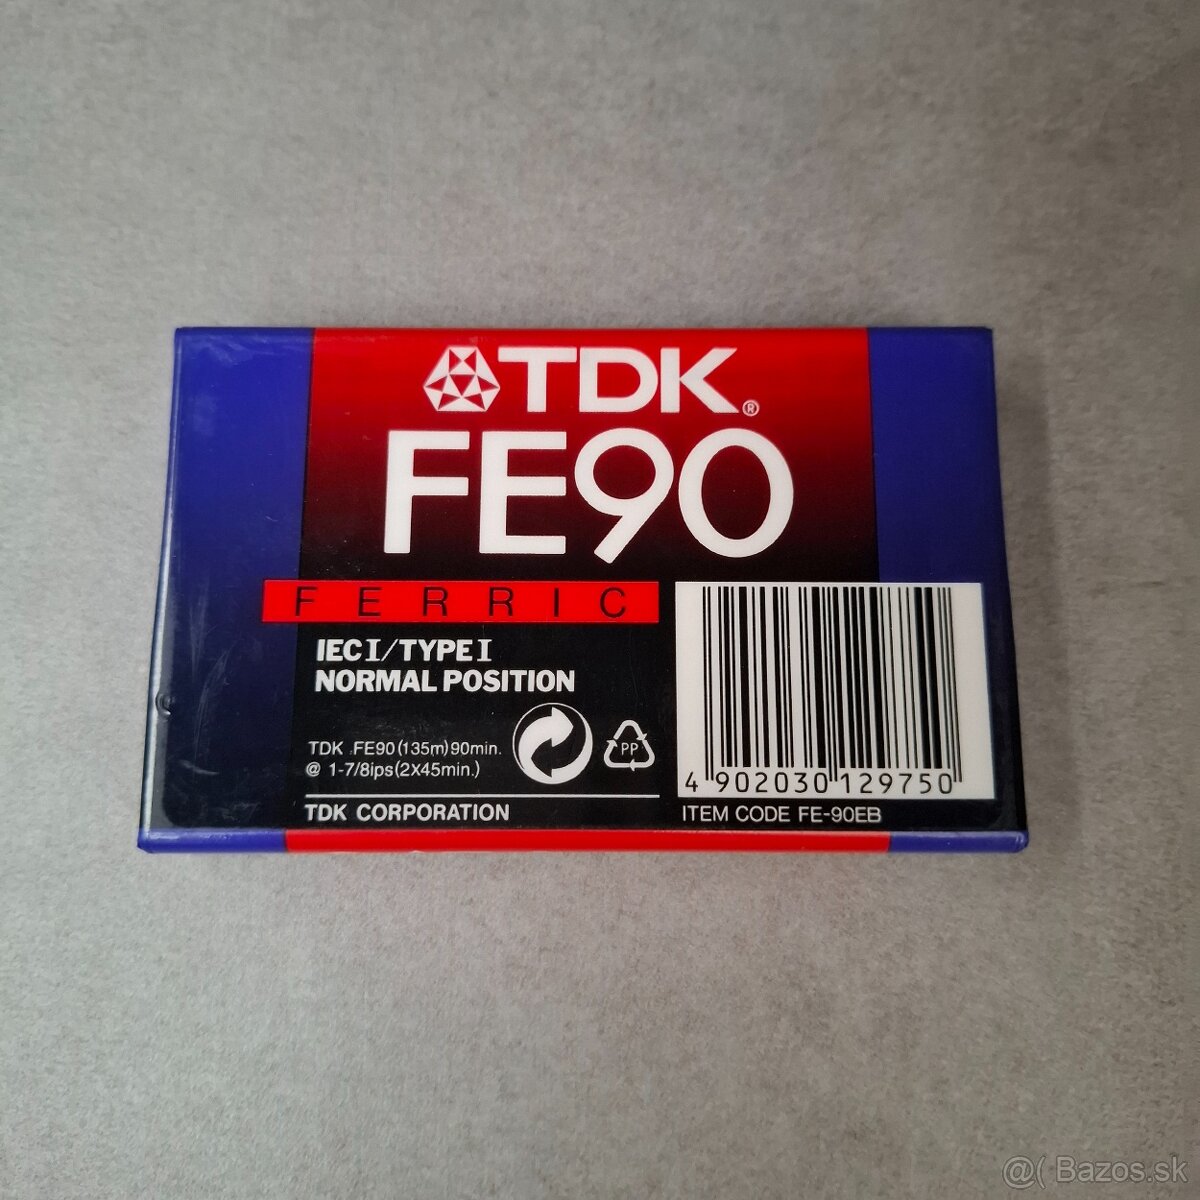 TDK®
FE90
FERRIC
IEC I/TYPE I
NORMAL POSITION
TDK FE90(135m)90min.
@ 1-7/8ips(2X45min.)
PP
TDK CORPORATION
4 902030 129750
ITEM CODE FE-90EB
@( Bazos.sk